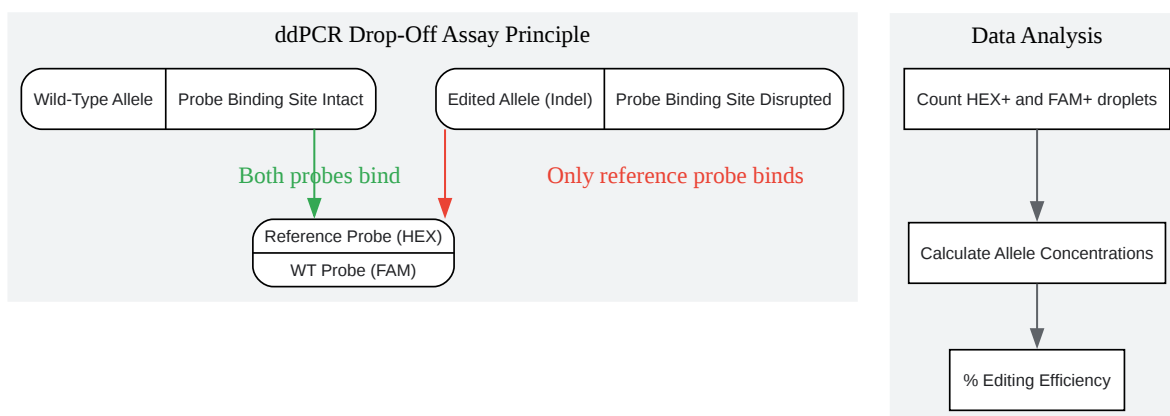 ddPCR Drop-Off Assay Principle
Wild-Type Allele
Probe Binding Site Intact
Edited Allele (Indel)
Probe Binding Site Disrupted
Both probes bind
Only reference probe binds
Reference Probe (HEX)
WT Probe (FAM)
Data Analysis
Count HEX+ and FAM+ droplets
Calculate Allele Concentrations
% Editing Efficiency